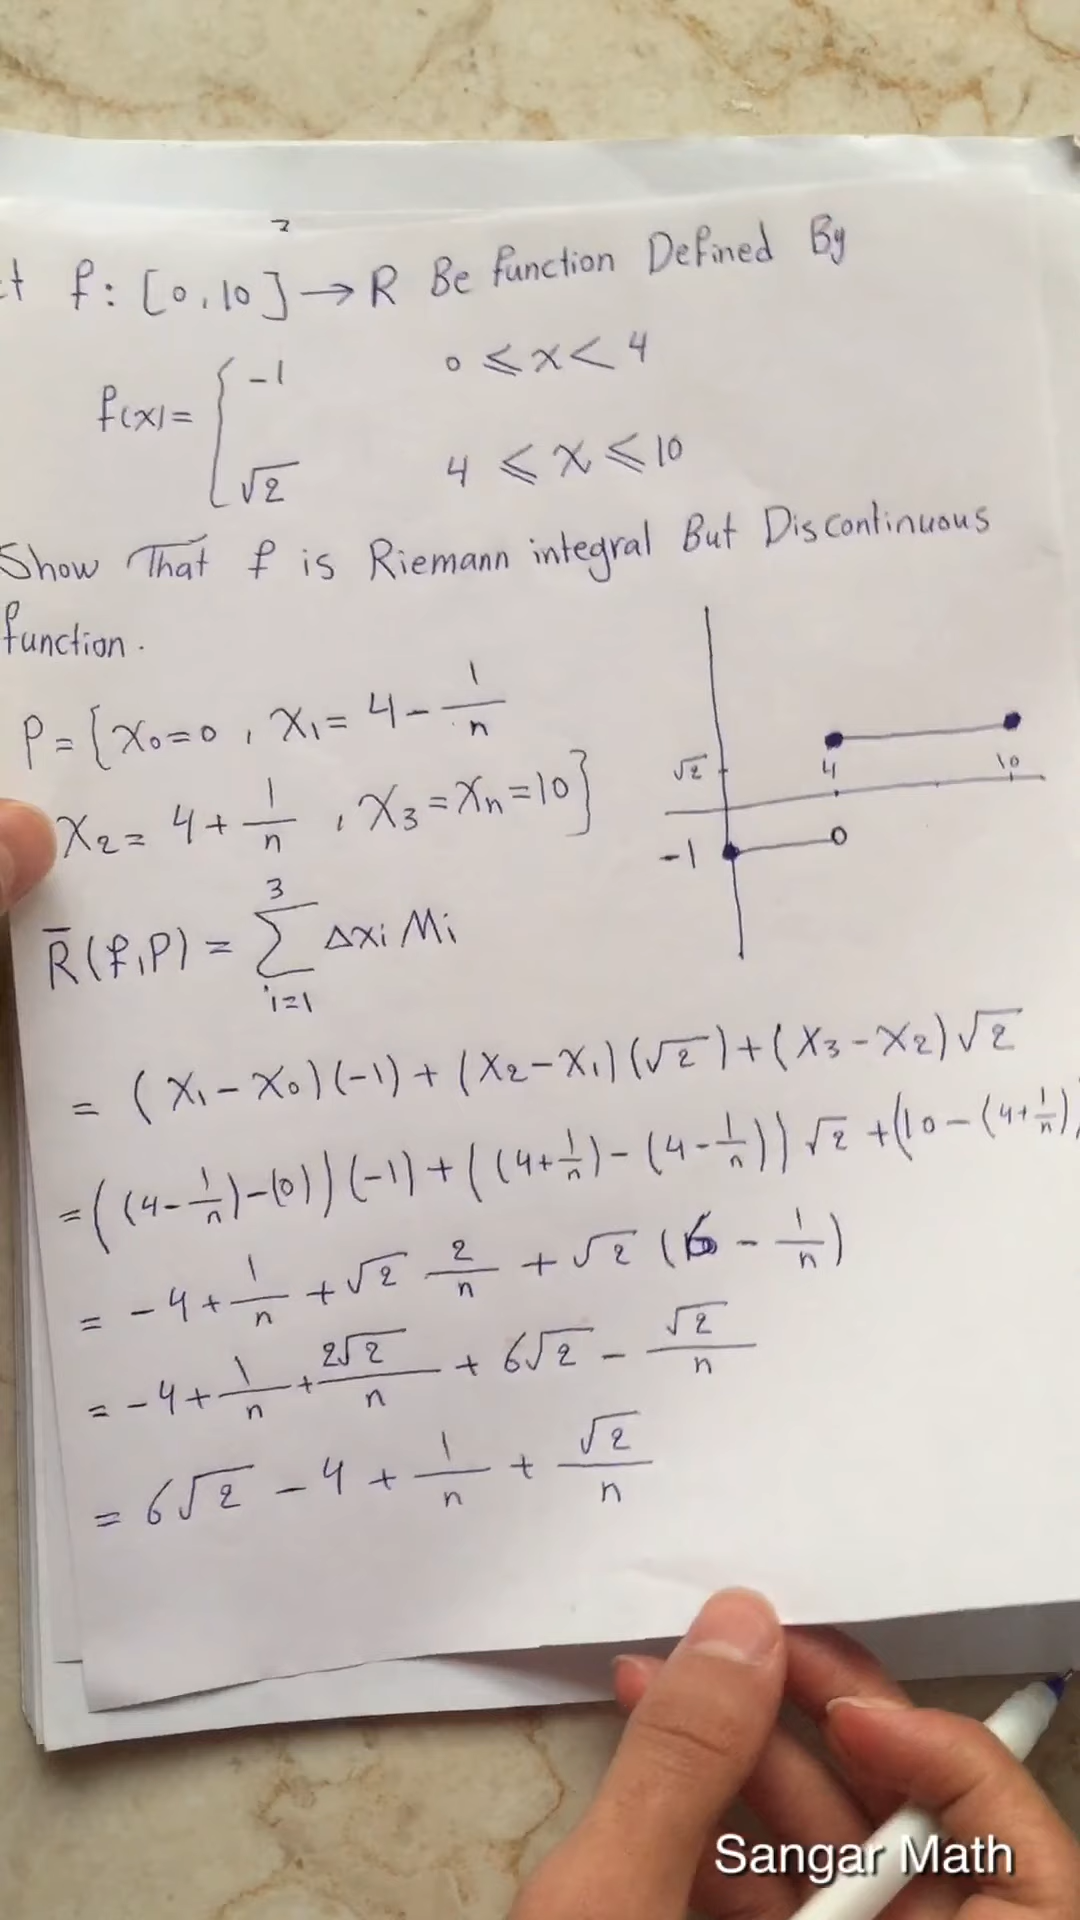 t f: [0,10] → R Be function Defined By
f(x) = { -1    0 ⩽ x < 4
√2    4 ⩽ x ⩽ 10
Show That f is Riemann integral But Discontinuous
function.
P = {x₀=0, x₁ = 4 - 1/n
x₂ = 4 + 1/n, x₃ = xₙ = 10}
√2
4
10
-1
R̄(f,P) = ∑_{i=1}^{3} Δxi Mi
= (x₁ - x₀)(-1) + (x₂ - x₁)(√2) + (x₃ - x₂)√2
= ((4 - 1/n) - (0))(-1) + ((4 + 1/n) - (4 - 1/n))√2 + (10 - (4 + 1/n)
= -4 + 1/n + √2 2/n + √2 (6 - 1/n)
= -4 + 1/n + 2√2/n + 6√2 - √2/n
= 6√2 - 4 + 1/n + √2/n
Sangar Math